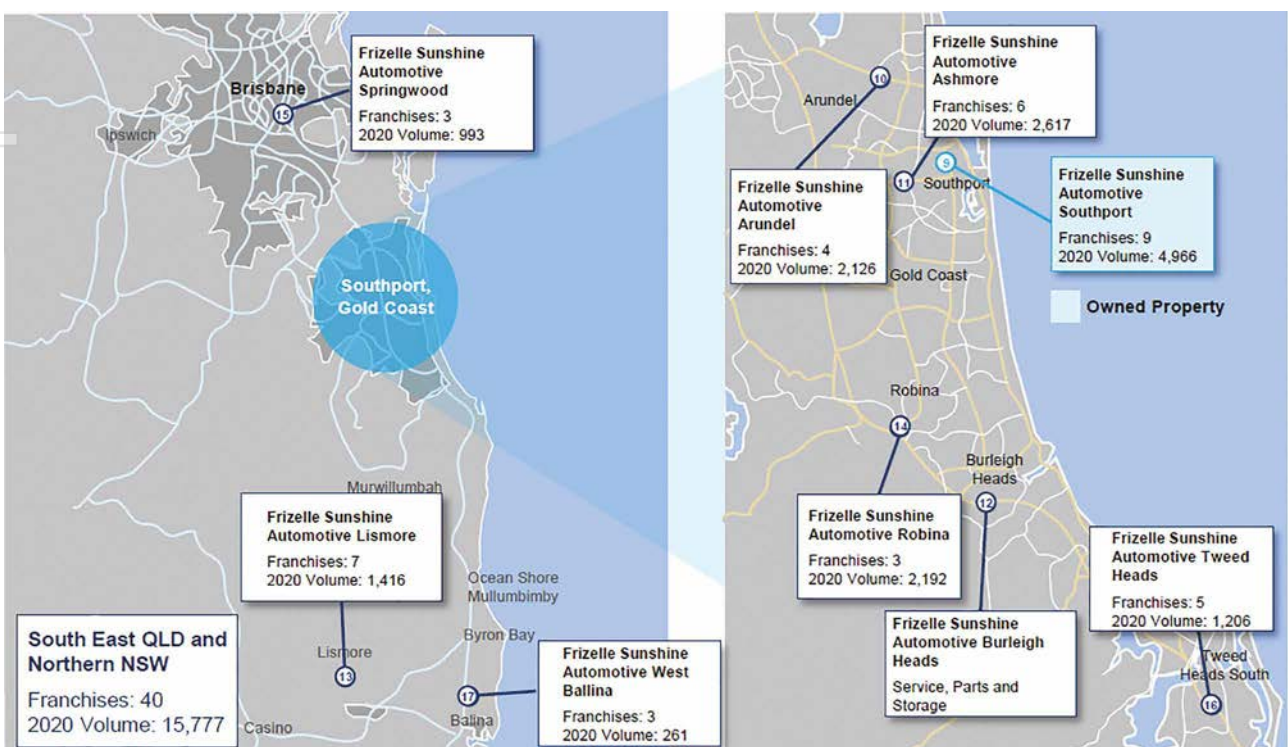 Frizelle Sunshine
Automotive
Springwood
Franchises: 3
2020 Volume: 993
Brisbane
15
Ipswich
Southport,
Gold Coast
Murwillumbah
Frizelle Sunshine
Automotive Lismore
Franchises: 7
2020 Volume: 1,416
Ocean Shore
Mullumbimby
Byron Bay
Lismore
13
South East QLD and
Northern NSW
Franchises: 40
2020 Volume: 15,777
Casino
17
Balina
Frizelle Sunshine
Automotive West
Ballina
Franchises: 3
2020 Volume: 261
Frizelle Sunshine
Automotive
Ashmore
Franchises: 6
2020 Volume: 2,617
10
Arundel
11
9
Southport
Frizelle Sunshine
Automotive
Arundel
Franchises: 4
2020 Volume: 2,126
Frizelle Sunshine
Automotive
Southport
Franchises: 9
2020 Volume: 4,966
Gold Coast
Owned Property
Robina
14
Burleigh
Heads
12
Frizelle Sunshine
Automotive Robina
Franchises: 3
2020 Volume: 2,192
Frizelle Sunshine
Automotive Tweed
Heads
Franchises: 5
2020 Volume: 1,206
Frizelle Sunshine
Automotive Burleigh
Heads
Service, Parts and
Storage
Tweed
Heads South
16